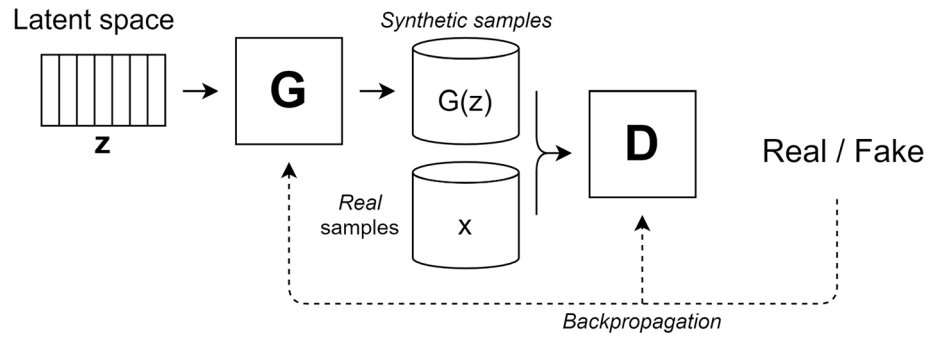 Latent space
z
G
Synthetic samples
G(z)
Real
samples
x
D
Real / Fake
Backpropagation